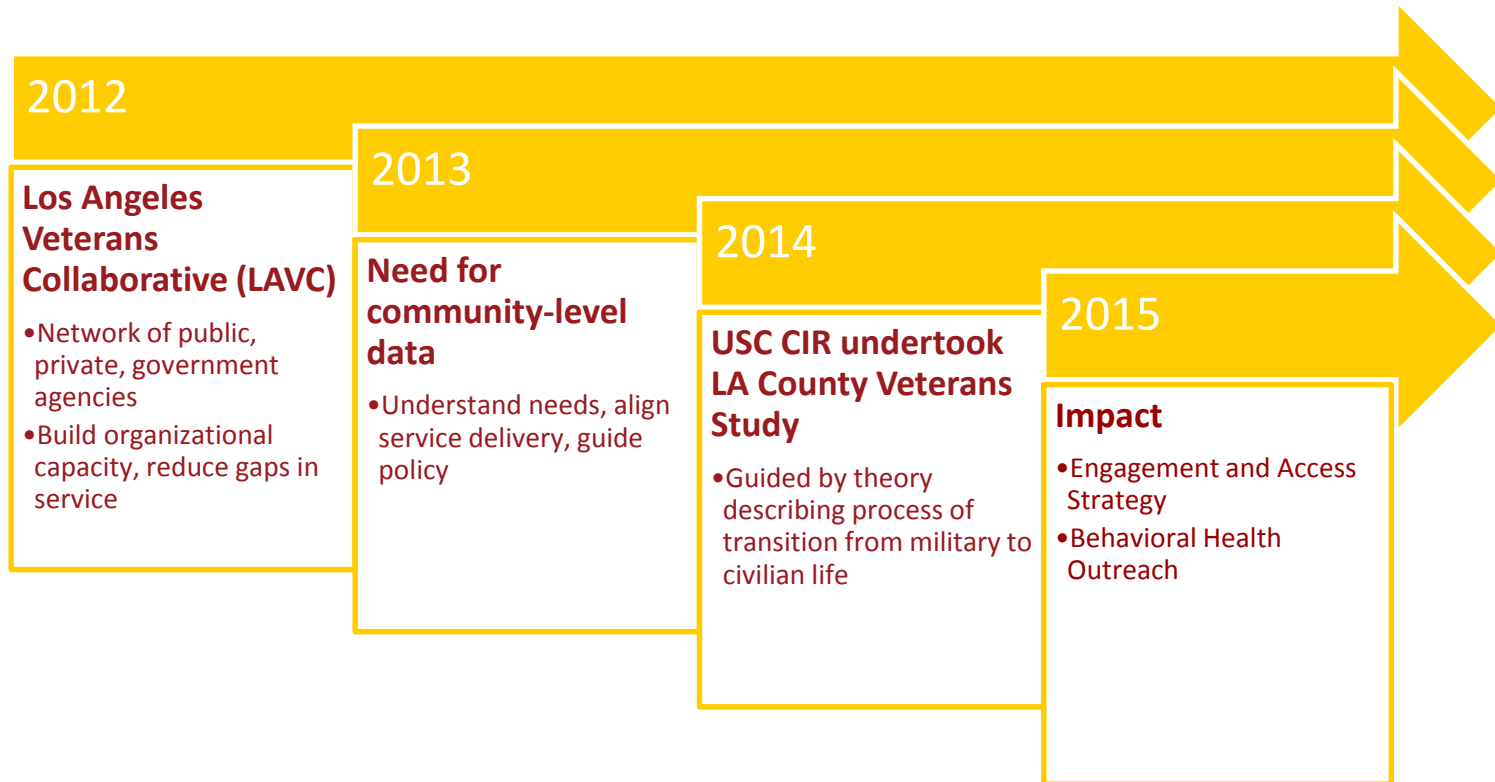 2012
Los Angeles
Veterans
Collaborative (LAVC)
•Network of public,
private, government
agencies
•Build organizational
capacity, reduce gaps in
service
2013
Need for
community-level
data
•Understand needs, align
service delivery, guide
policy
2014
USC CIR undertook
LA County Veterans
Study
•Guided by theory
describing process of
transition from military to
civilian life
2015
Impact
•Engagement and Access
Strategy
•Behavioral Health
Outreach